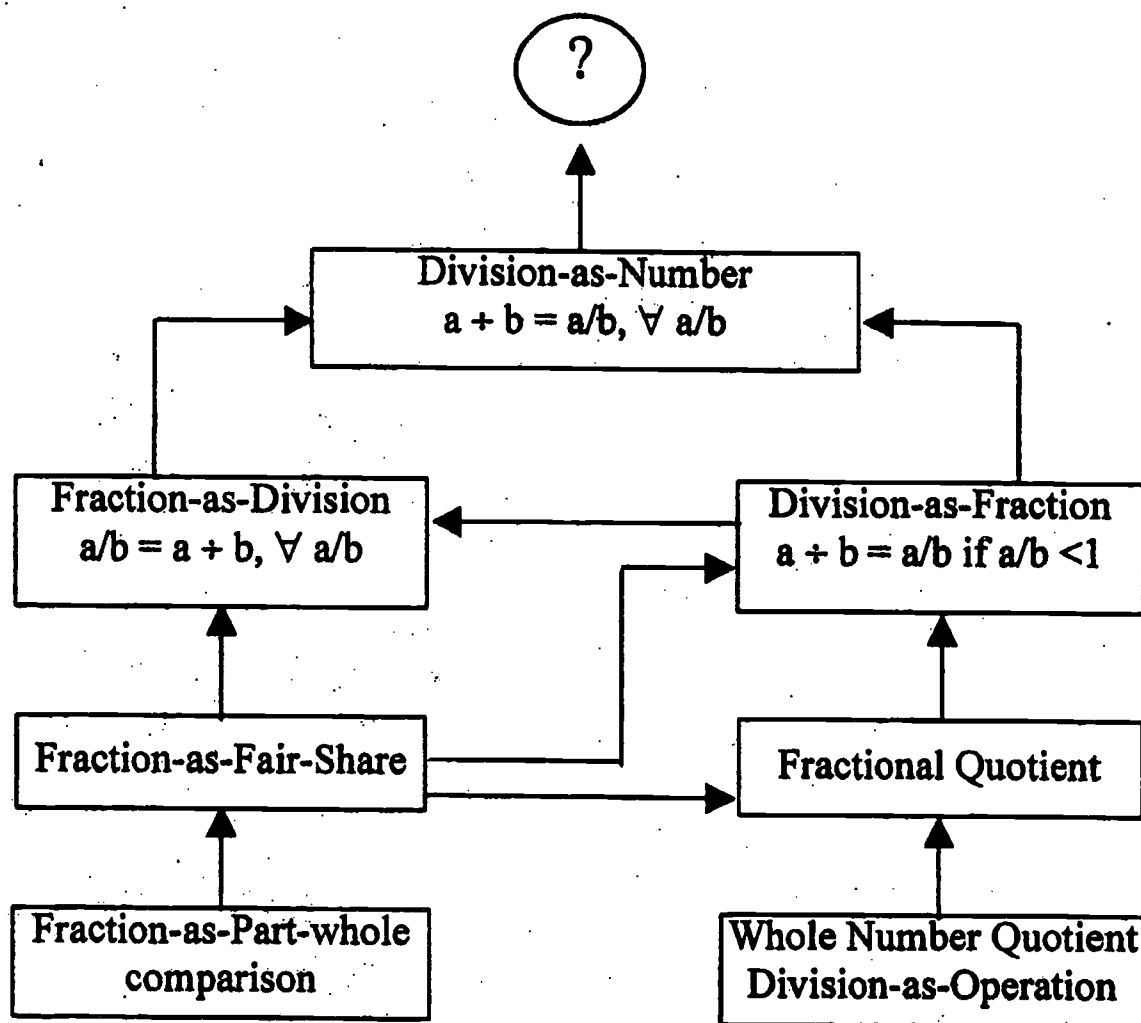 ?
Division-as-Number
a ÷ b = a/b, ∀ a/b
Fraction-as-Division
a/b = a ÷ b, ∀ a/b
Division-as-Fraction
a ÷ b = a/b if a/b <1
Fraction-as-Fair-Share
Fractional Quotient
Fraction-as-Part-whole
comparison
Whole Number Quotient
Division-as-Operation